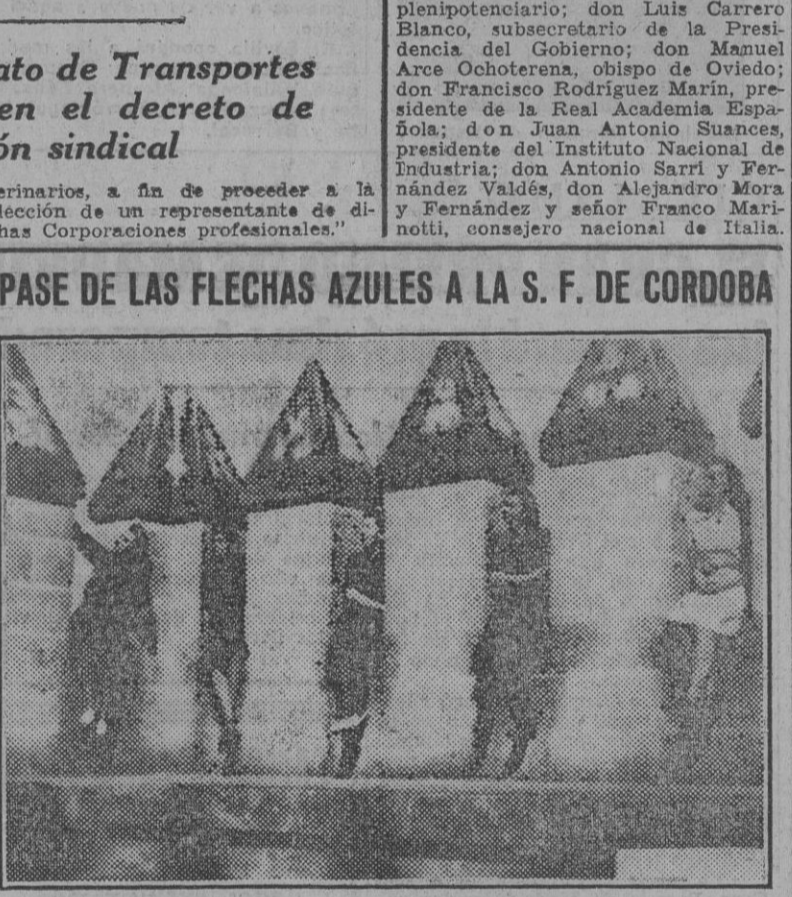 ato de Transportes
en el decreto de
ón sindical
erinarios, a fin de proceder a la
lección de un representante de di-
has Corporaciones profesionales."
plenipotenciario; don Luis Carrero
Blanco, subsecretario de la Presi-
dencia del Gobierno; don Manuel
Arce Ochoterena, obispo de Oviedo;
don Francisco Rodríguez Marín, pre-
sidente de la Real Academia Espa-
ñola; don Juan Antonio Suances,
presidente del Instituto Nacional de
Industria; don Antonio Sarri y Fer-
nández Valdés, don Alejandro Mora
y Fernández y señor Franco Mari-
notti, consejero nacional de Italia.
PASE DE LAS FLECHAS AZULES A LA S. F. DE CORDOBA